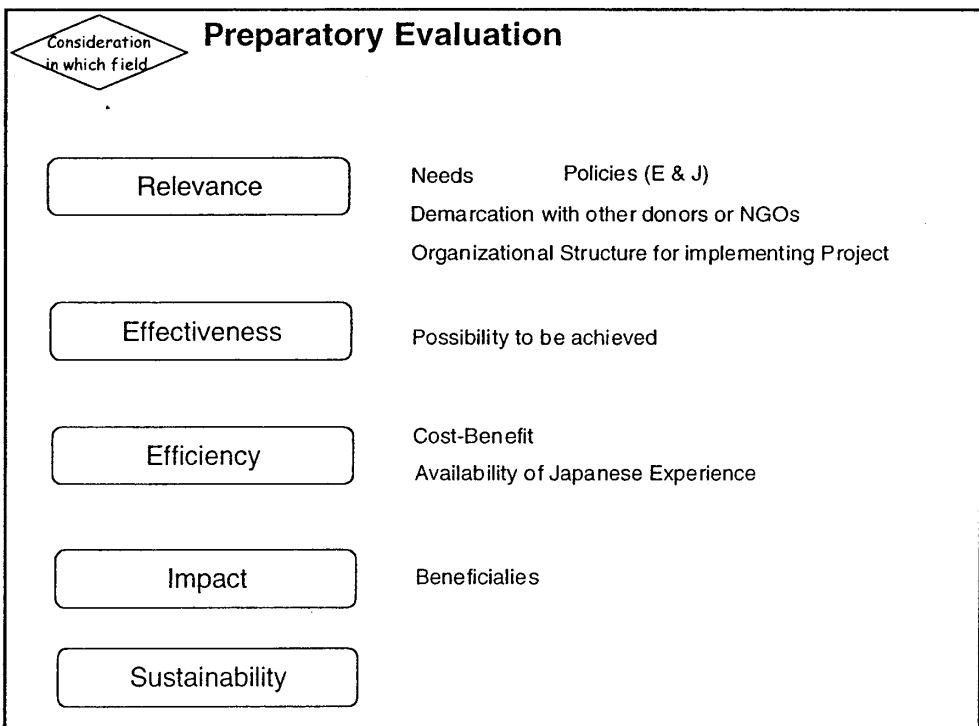 Consideration
in which field
Preparatory Evaluation
Relevance
Needs Policies (E & J)
Demarcation with other donors or NGOs
Organizational Structure for implementing Project
Effectiveness
Possibility to be achieved
Efficiency
Cost-Benefit
Availability of Japanese Experience
Impact
Beneficialies
Sustainability